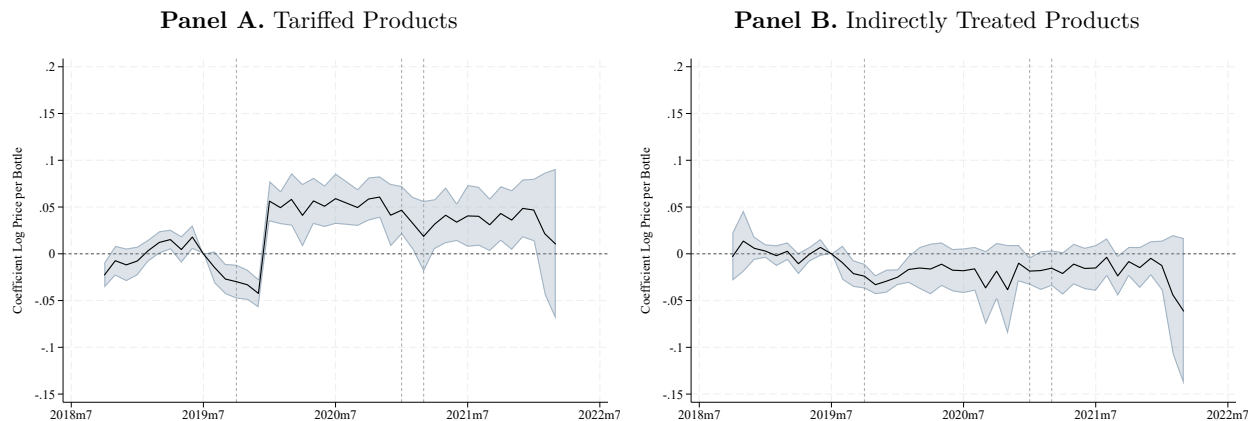 Panel A. Tariffed Products
Coefficient Log Price per Bottle
.2
.15
.1
.05
0
-.05
-.1
-.15
2018m7 2019m7 2020m7 2021m7 2022m7
Panel B. Indirectly Treated Products
Coefficient Log Price per Bottle
.2
.15
.1
.05
0
-.05
-.1
-.15
2018m7 2019m7 2020m7 2021m7 2022m7